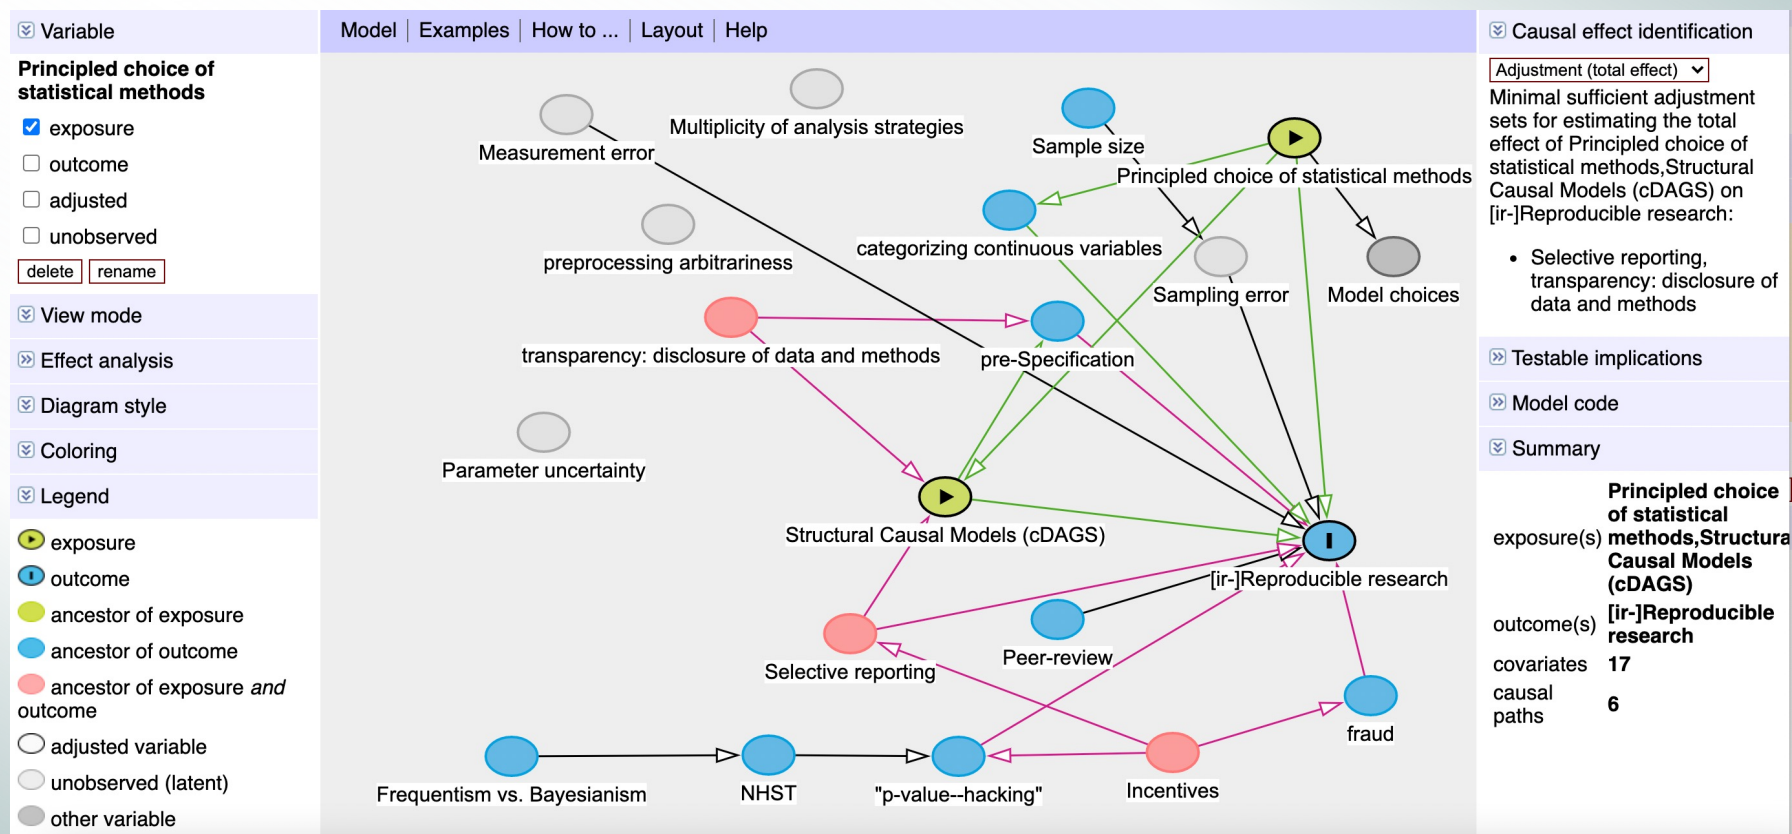 Variable
Principled choice of
statistical methods
exposure
outcome
adjusted
unobserved
delete rename
View mode
Effect analysis
Diagram style
Coloring
Legend
exposure
outcome
ancestor of exposure
ancestor of outcome
ancestor of exposure and
outcome
adjusted variable
unobserved (latent)
other variable
Model Examples How to ... Layout Help
Measurement error
Multiplicity of analysis strategies
Sample size
Principled choice of statistical methods
preprocessing arbitrariness
categorizing continuous variables
Sampling error
Model choices
transparency: disclosure of data and methods
pre-Specification
Parameter uncertainty
Structural Causal Models (cDAGS)
[ir-]Reproducible research
Selective reporting
Peer-review
fraud
Frequentism vs. Bayesianism
NHST
"p-value--hacking"
Incentives
Causal effect identification
Adjustment (total effect)
Minimal sufficient adjustment
sets for estimating the total
effect of Principled choice of
statistical methods,Structural
Causal Models (cDAGS) on
[ir-]Reproducible research:
• Selective reporting,
transparency: disclosure of
data and methods
Testable implications
Model code
Summary
exposure(s) Principled choice
of statistical
methods,Structura
Causal Models
(cDAGS)
outcome(s) [ir-]Reproducible
research
covariates 17
causal
paths 6